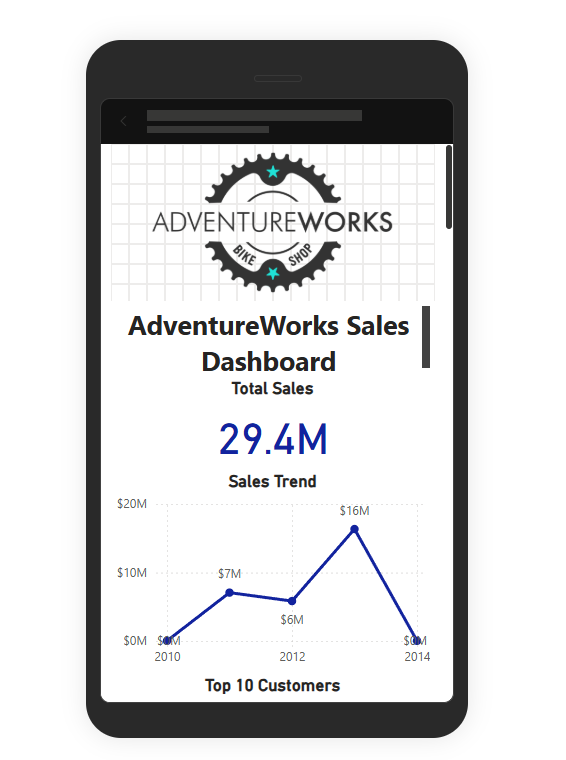 ADVENTUREWORKS
BIKE SHOP
AdventureWorks Sales
Dashboard
Total Sales
29.4M
Sales Trend
$20M
$16M
$10M
$7M
$6M
$0M $0M $0M
2010 2012 2014
Top 10 Customers